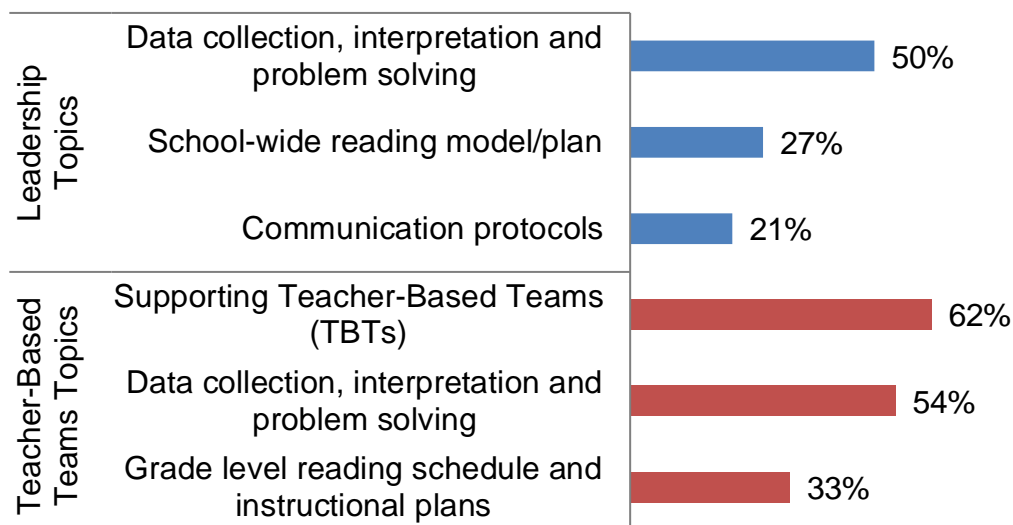 Leadership
Topics
Data collection, interpretation and
problem solving
50%
School-wide reading model/plan
27%
Communication protocols
21%
Teacher-Based
Teams Topics
Supporting Teacher-Based Teams
(TBTs)
62%
Data collection, interpretation and
problem solving
54%
Grade level reading schedule and
instructional plans
33%